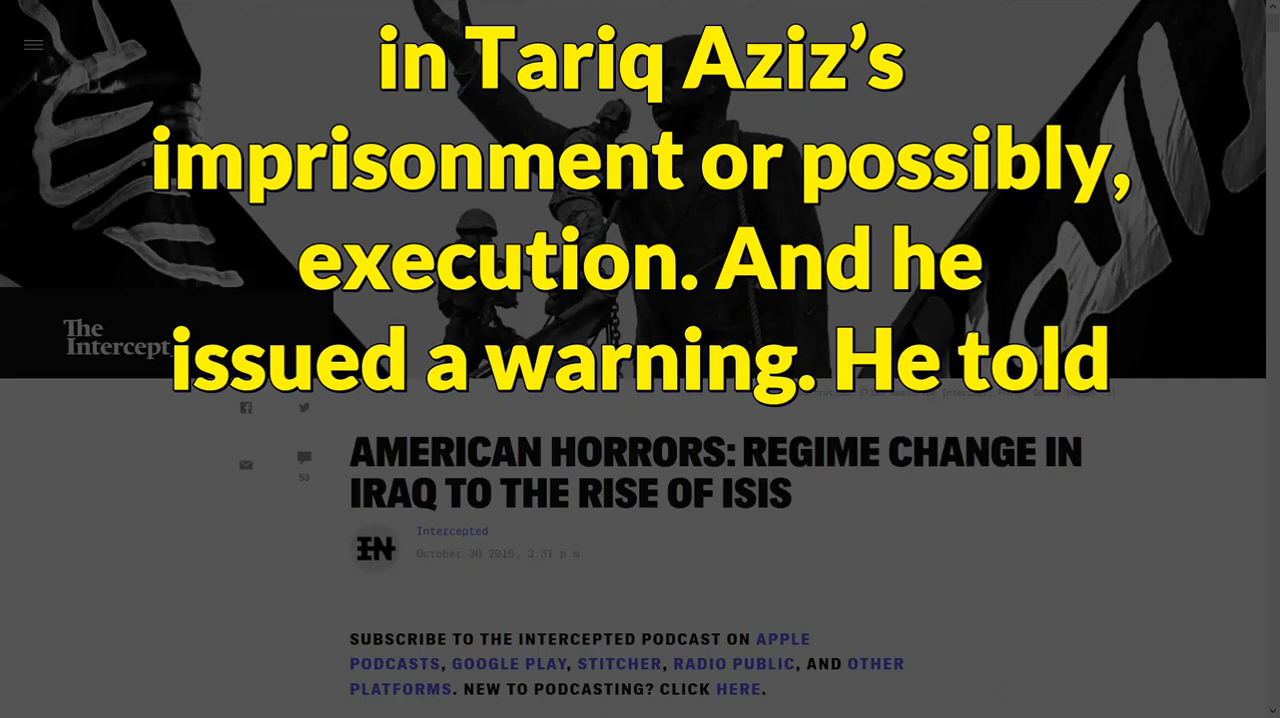 in Tariq Aziz’s
imprisonment or possibly,
execution. And he
issued a warning. He told
The
Intercept_
53
AMERICAN HORRORS: REGIME CHANGE IN
IRAQ TO THE RISE OF ISIS
IN
Intercepted
October 30 2019, 3:31 p.m.
SUBSCRIBE TO THE INTERCEPTED PODCAST ON APPLE
PODCASTS, GOOGLE PLAY, STITCHER, RADIO PUBLIC, AND OTHER
PLATFORMS. NEW TO PODCASTING? CLICK HERE.